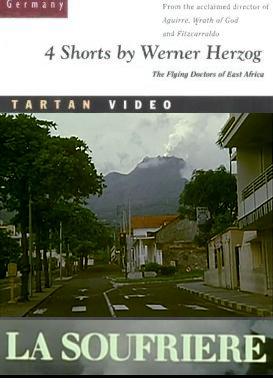 Germany
From the acclaimed director of
Aguirre, Wrath of God
and Fitzcarraldo
4 Shorts by Werner Herzog
The Flying Doctors of East Africa
TARTAN VIDEO
LA SOUFRIERE